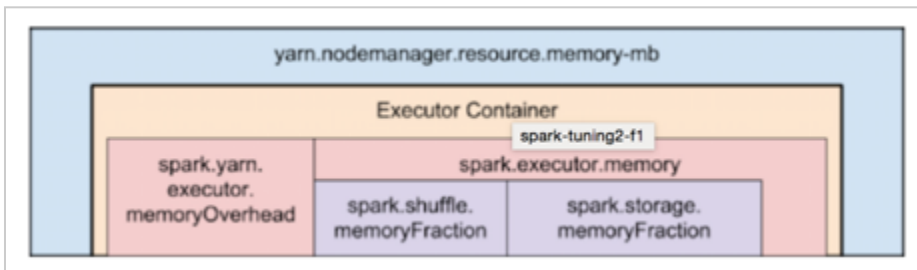 yarn.nodemanager.resource.memory-mb
Executor Container
spark-tuning2-f1
spark.yarn.
executor.
memoryOverhead
spark.executor.memory
spark.shuffle.
memoryFraction
spark.storage.
memoryFraction